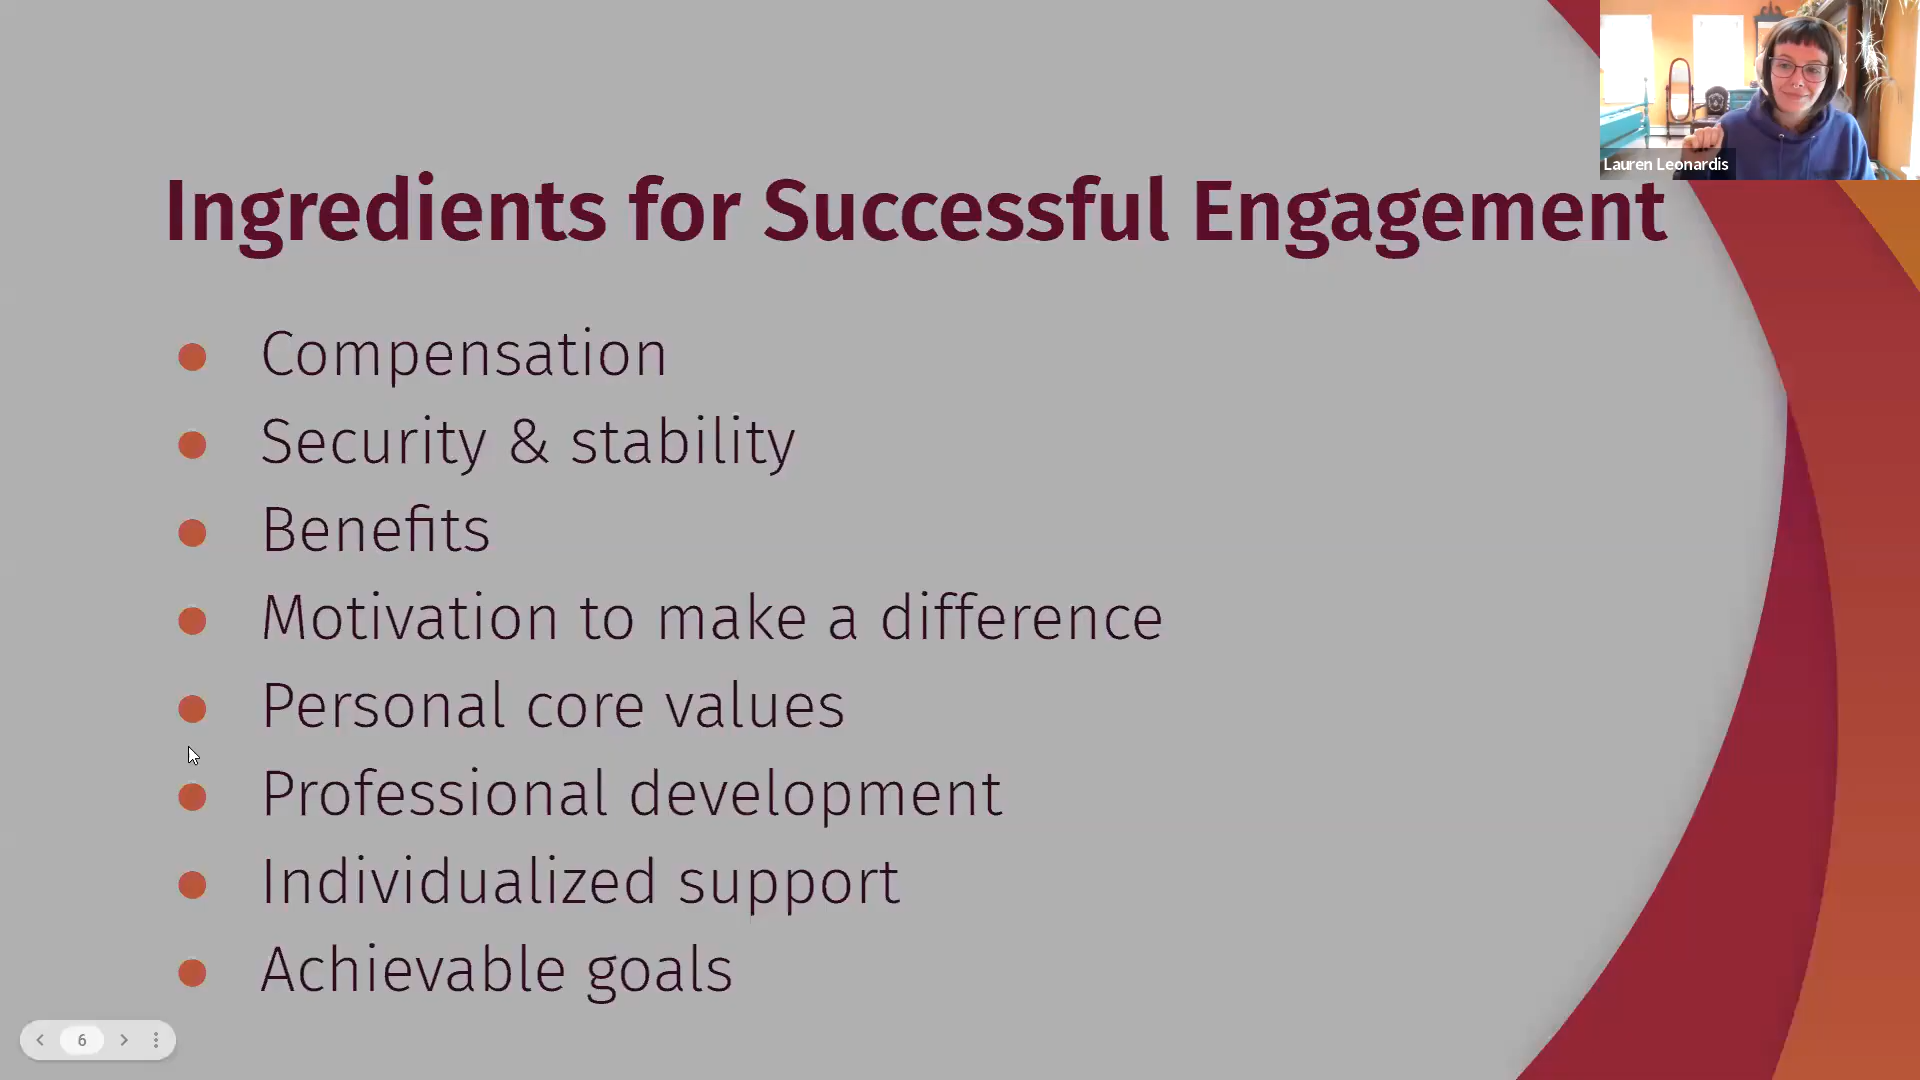 Lauren Leonardis
Ingredients for Successful Engagement
Compensation
Security & stability
Benefits
Motivation to make a difference
Personal core values
Professional development
Individualized support
Achievable goals
6